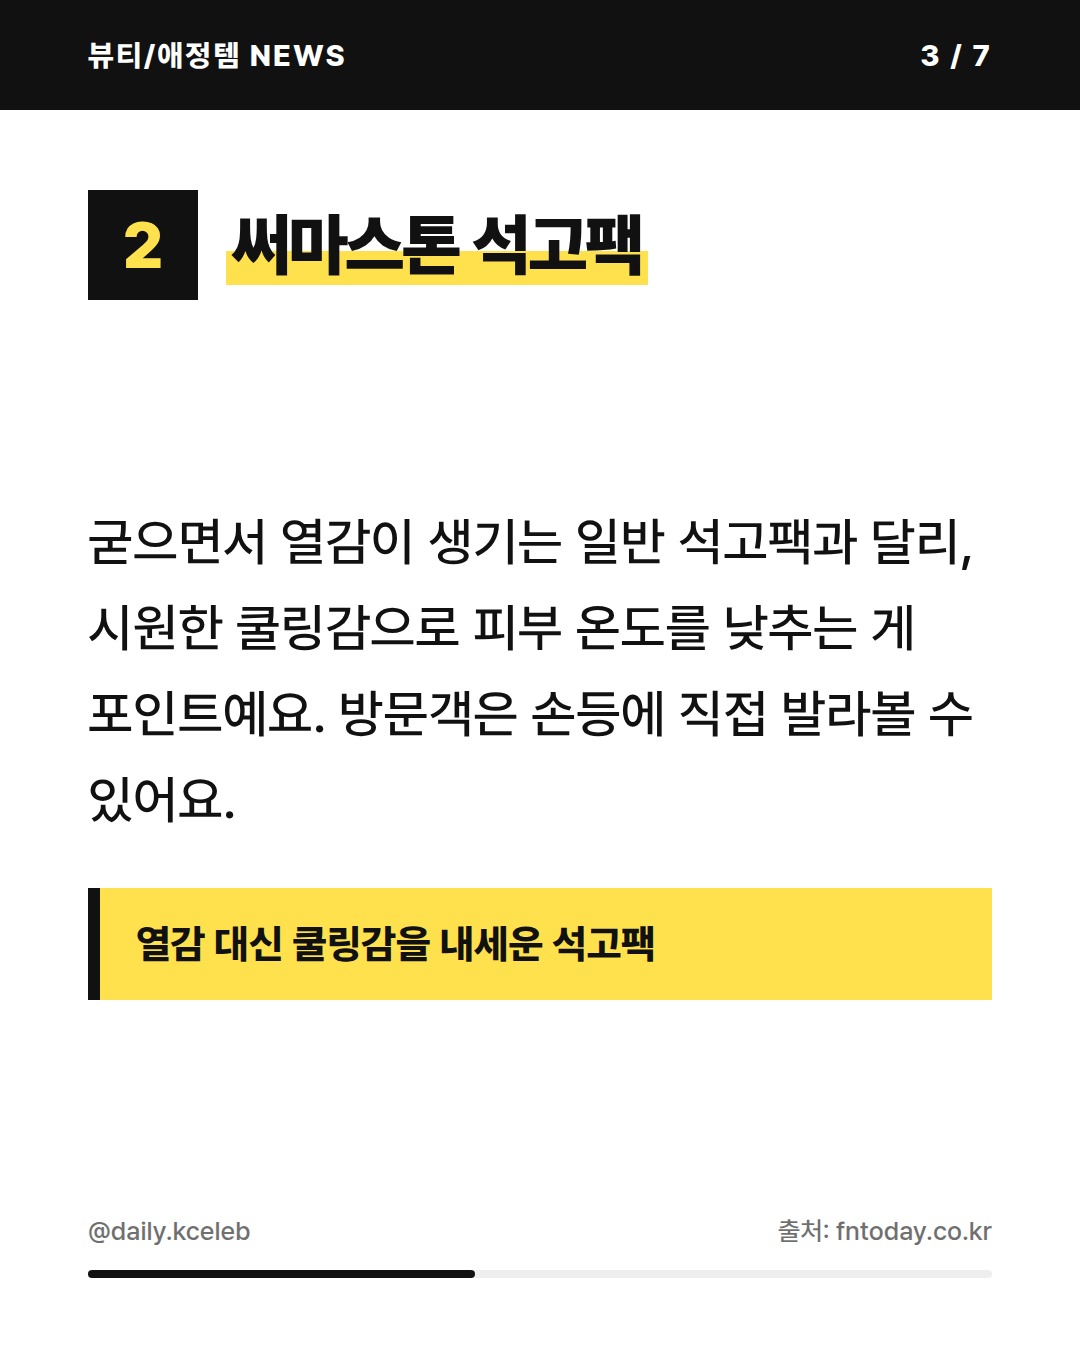 뷰티/애정템 NEWS
3 / 7
2
써마스톤 석고팩
굳으면서 열감이 생기는 일반 석고팩과 달리,
시원한 쿨링감으로 피부 온도를 낮추는 게
포인트예요. 방문객은 손등에 직접 발라볼 수
있어요.
열감 대신 쿨링감을 내세운 석고팩
@daily.kceleb
출처: fntoday.co.kr